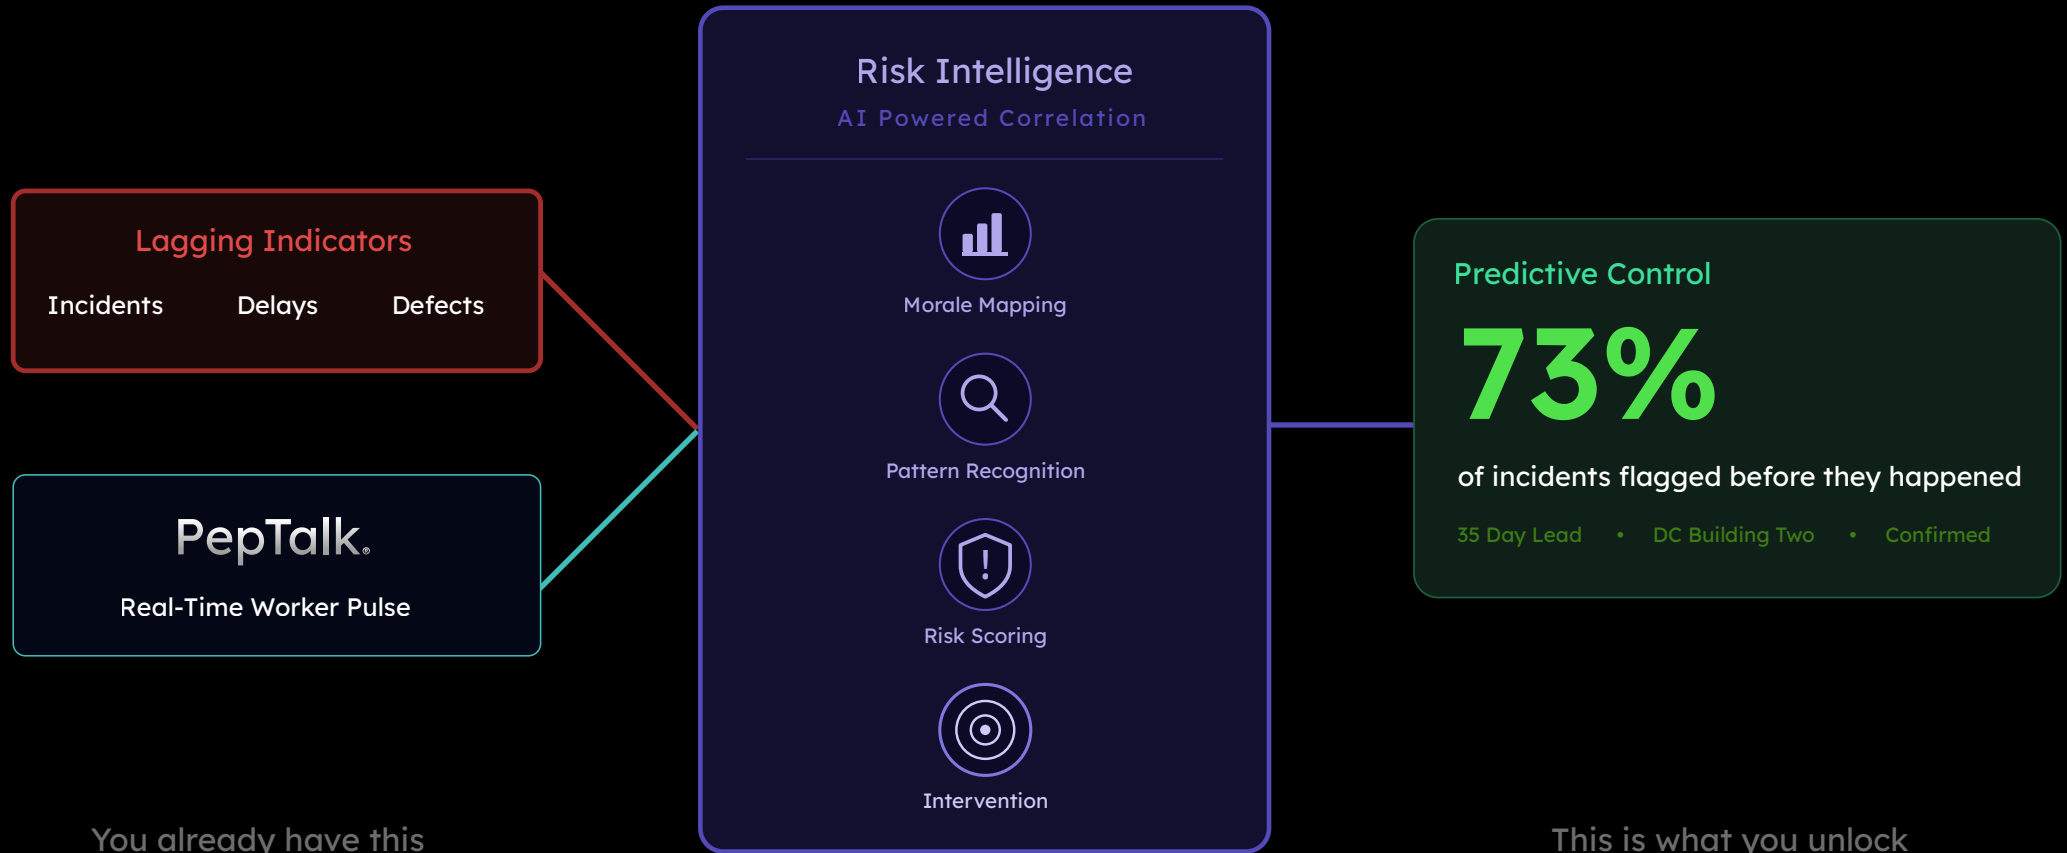 Lagging Indicators
Incidents Delays Defects
PepTalk®
Real-Time Worker Pulse
You already have this
Risk Intelligence
AI Powered Correlation
Morale Mapping
Pattern Recognition
Risk Scoring
Intervention
Predictive Control
73%
of incidents flagged before they happened
35 Day Lead • DC Building Two • Confirmed
This is what you unlock